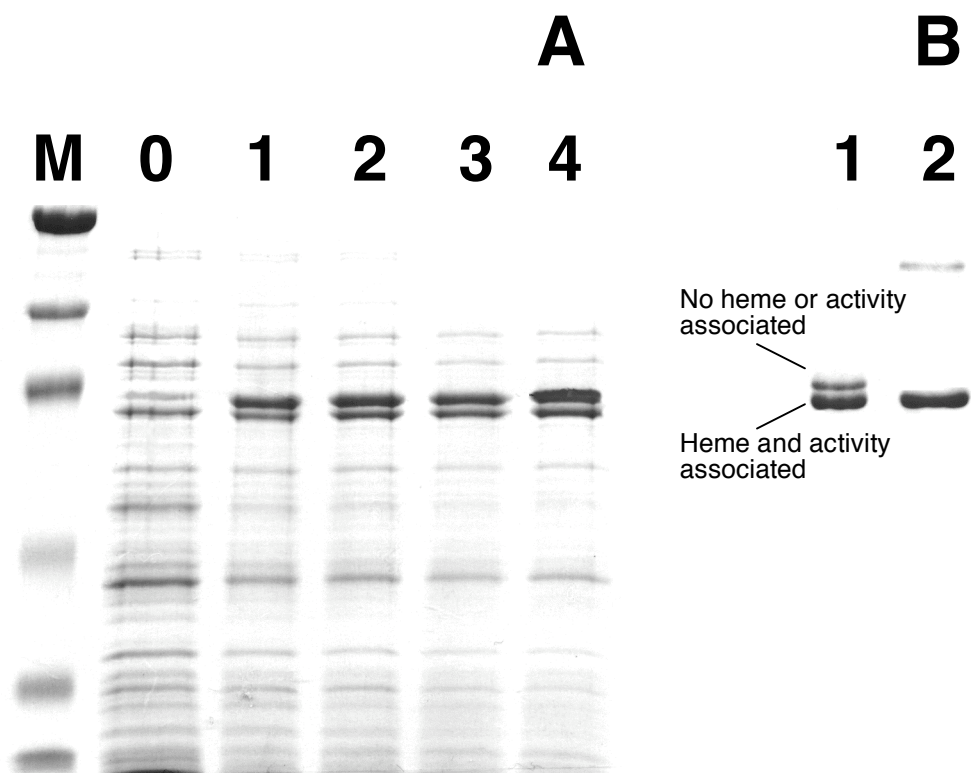 A B
M 0 1 2 3 4 1 2
No heme or activity
associated
Heme and activity
associated